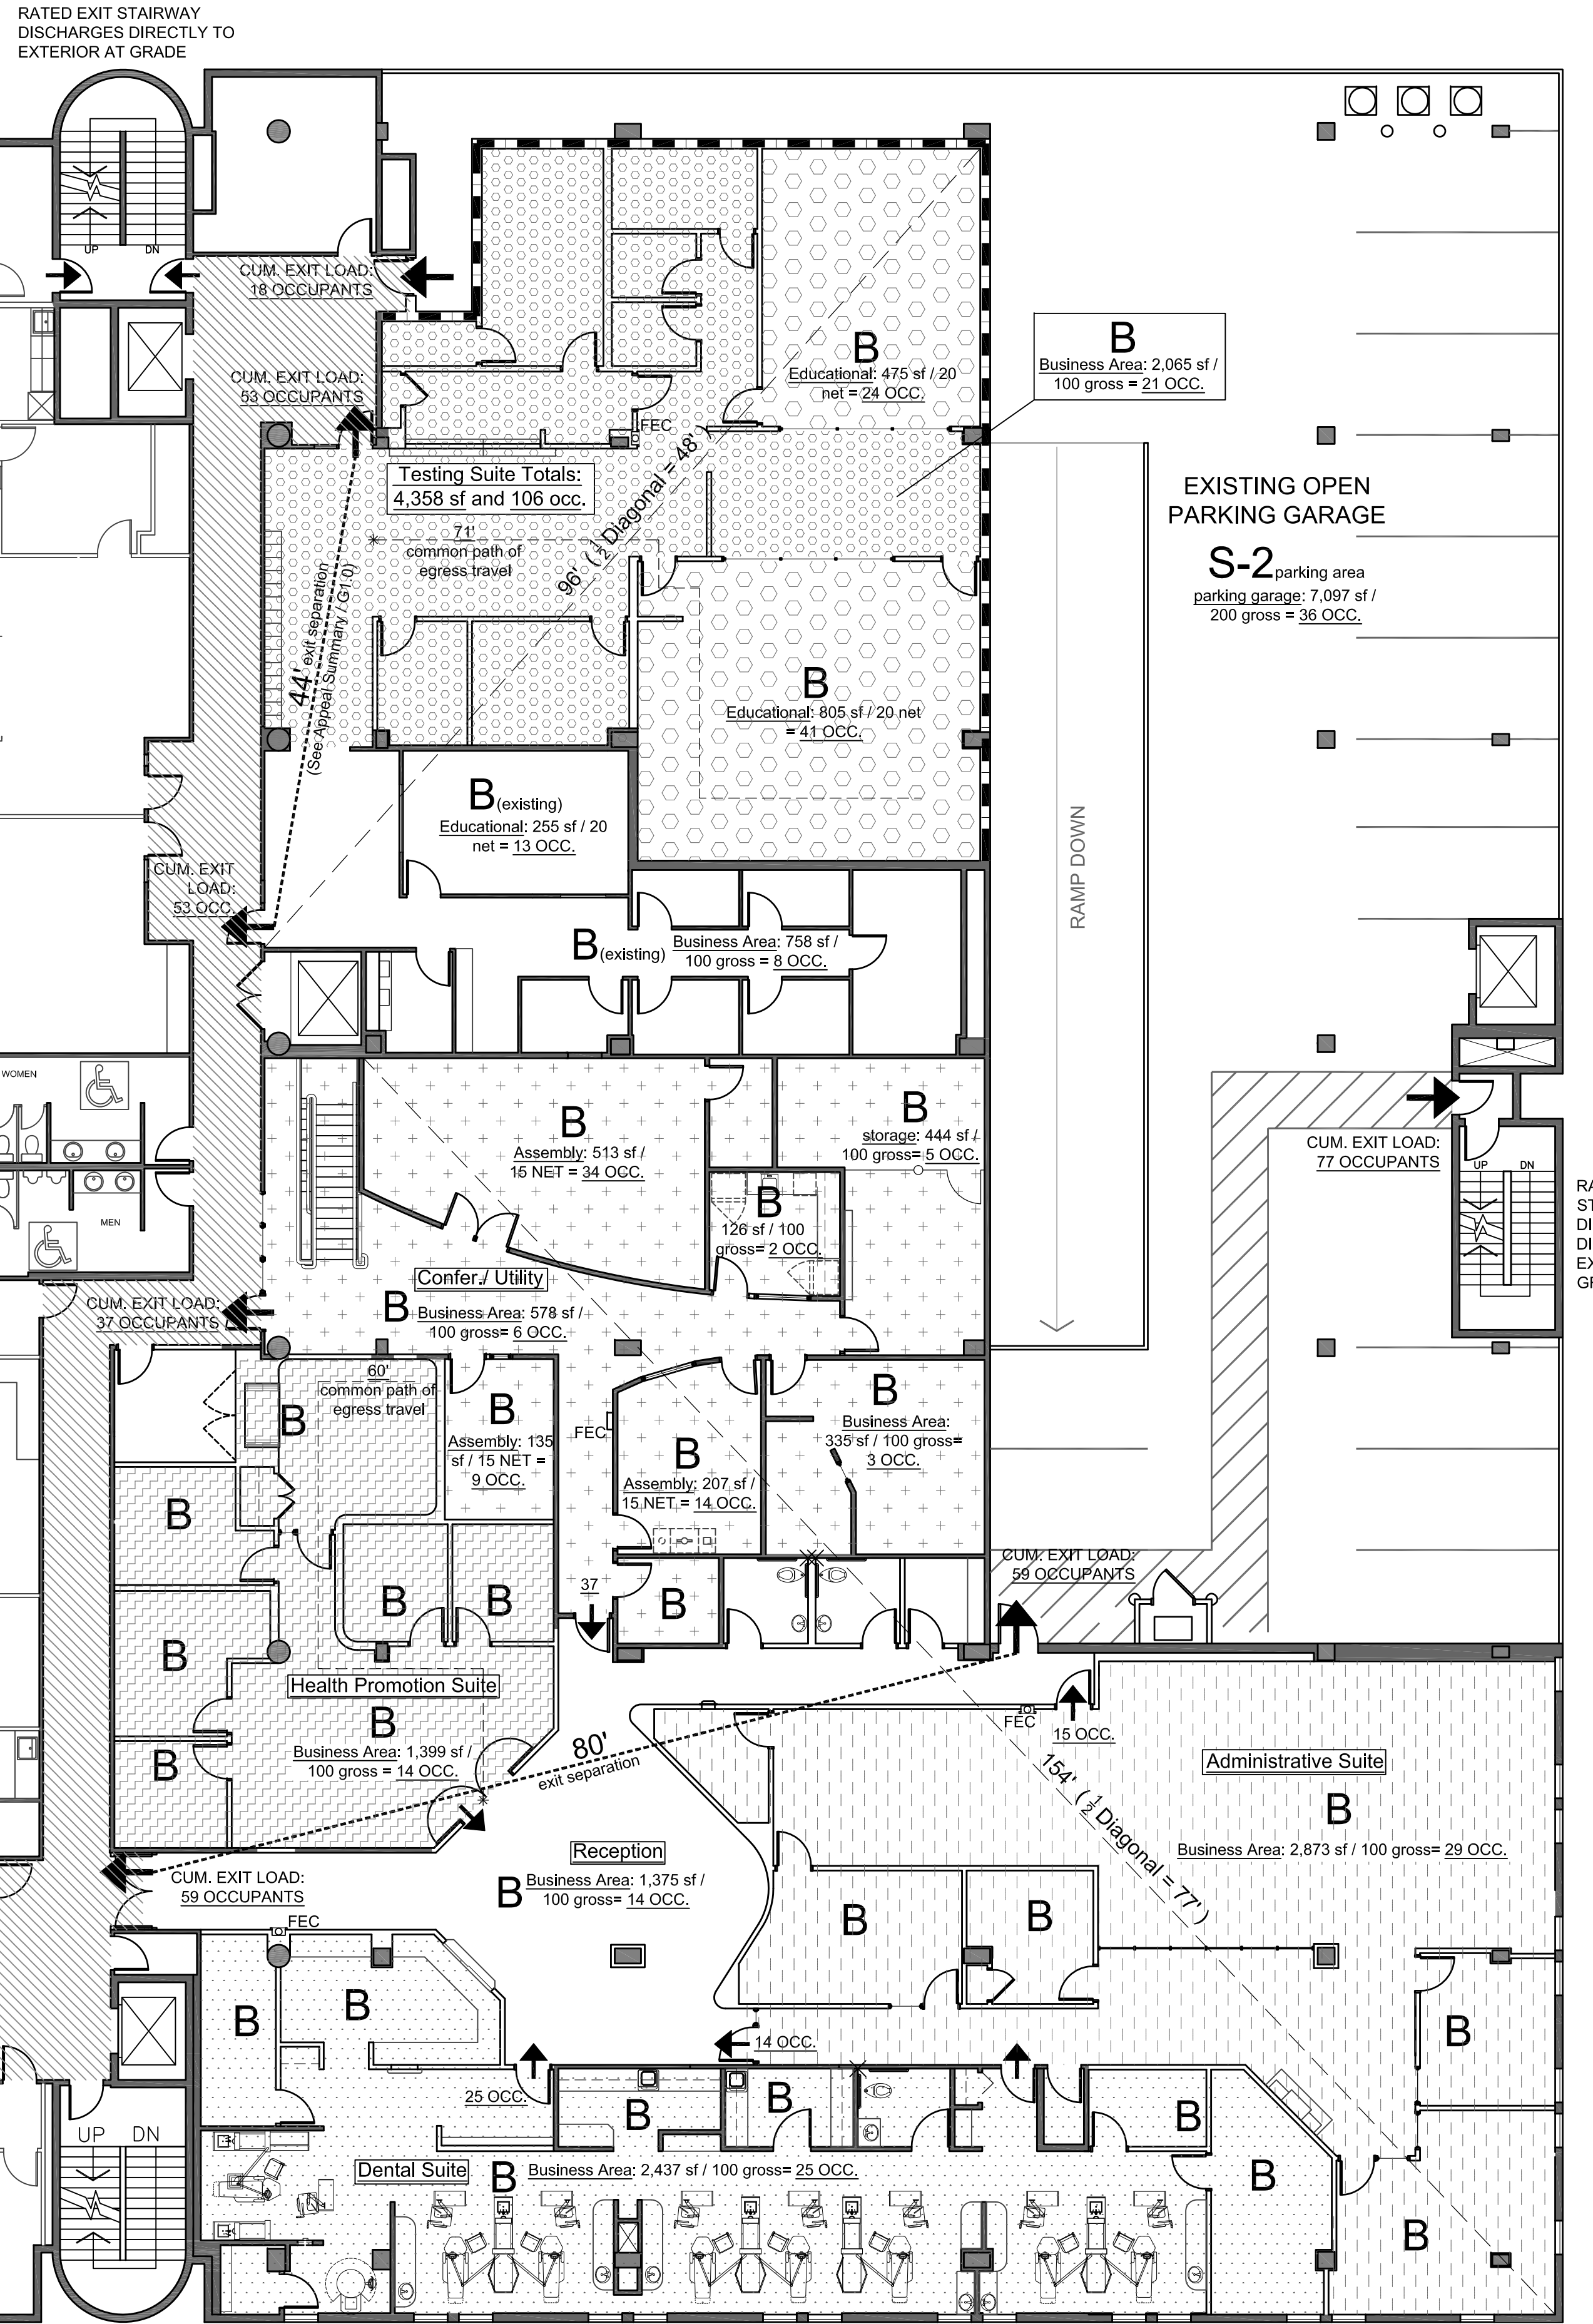 RATED EXIT STAIRWAY
DISCHARGES DIRECTLY TO
EXTERIOR AT GRADE
UP
DN
CUM. EXIT LOAD:
18 OCCUPANTS
CUM. EXIT LOAD:
53 OCCUPANTS
B
Educational: 475 sf / 20
net = 24 OCC.
B
Business Area: 2,065 sf /
100 gross = 21 OCC.
FEC
Testing Suite Totals:
4,358 sf and 106 occ.
71'
common path of
egress travel
96' ( 1/2 Diagonal = 48'
44' exit separation
(See Appeal Summary / G1.0)
EXISTING OPEN
PARKING GARAGE
S-2 parking area
parking garage: 7,097 sf /
200 gross = 36 OCC.
B
Educational: 805 sf / 20 net
= 41 OCC.
B (existing)
Educational: 255 sf / 20
net = 13 OCC.
RAMP DOWN
CUM. EXIT
LOAD:
53 OCC.
B (existing)
Business Area: 758 sf /
100 gross = 8 OCC.
WOMEN
MEN
B
Assembly: 513 sf /
15 NET = 34 OCC.
B
storage: 444 sf /
100 gross= 5 OCC.
B
126 sf / 100
gross= 2 OCC.
CUM. EXIT LOAD:
77 OCCUPANTS
UP
DN
RA
ST
DI
DI
EX
GF
Confer./ Utility
B
Business Area: 578 sf /
100 gross= 6 OCC.
CUM. EXIT LOAD:
37 OCCUPANTS
60'
common path of
egress travel
B
B
Assembly: 135
sf / 15 NET =
9 OCC.
FEC
B
Assembly: 207 sf /
15 NET = 14 OCC.
B
Business Area:
335 sf / 100 gross=
3 OCC.
B
B
B
37
B
CUM. EXIT LOAD:
59 OCCUPANTS
B
Health Promotion Suite
B
Business Area: 1,399 sf /
100 gross = 14 OCC.
B
80'
exit separation
FEC
15 OCC.
154' ( 1/2 Diagonal = 77' )
Administrative Suite
B
Business Area: 2,873 sf / 100 gross= 29 OCC.
Reception
B
Business Area: 1,375 sf /
100 gross= 14 OCC.
CUM. EXIT LOAD:
59 OCCUPANTS
FEC
B
B
B
B
B
14 OCC.
25 OCC.
B
B
B
UP
DN
Dental Suite
B
Business Area: 2,437 sf / 100 gross= 25 OCC.
B
B